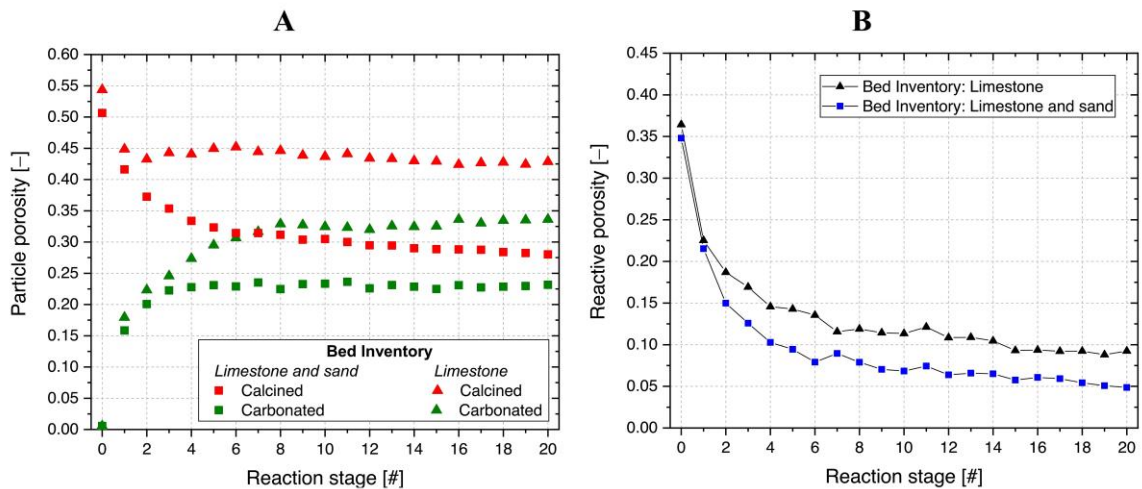 A
0.60
0.55
0.50
0.45
0.40
0.35
0.30
0.25
0.20
0.15
0.10
0.05
0.00
Particle porosity [−]
Bed Inventory
Limestone and sand Limestone
Calcined Calcined
Carbonated Carbonated
0 2 4 6 8 10 12 14 16 18 20
Reaction stage [#]
B
0.45
0.40
0.35
0.30
0.25
0.20
0.15
0.10
0.05
0.00
Reactive porosity [−]
Bed Inventory: Limestone
Bed Inventory: Limestone and sand
0 2 4 6 8 10 12 14 16 18 20
Reaction stage [#]